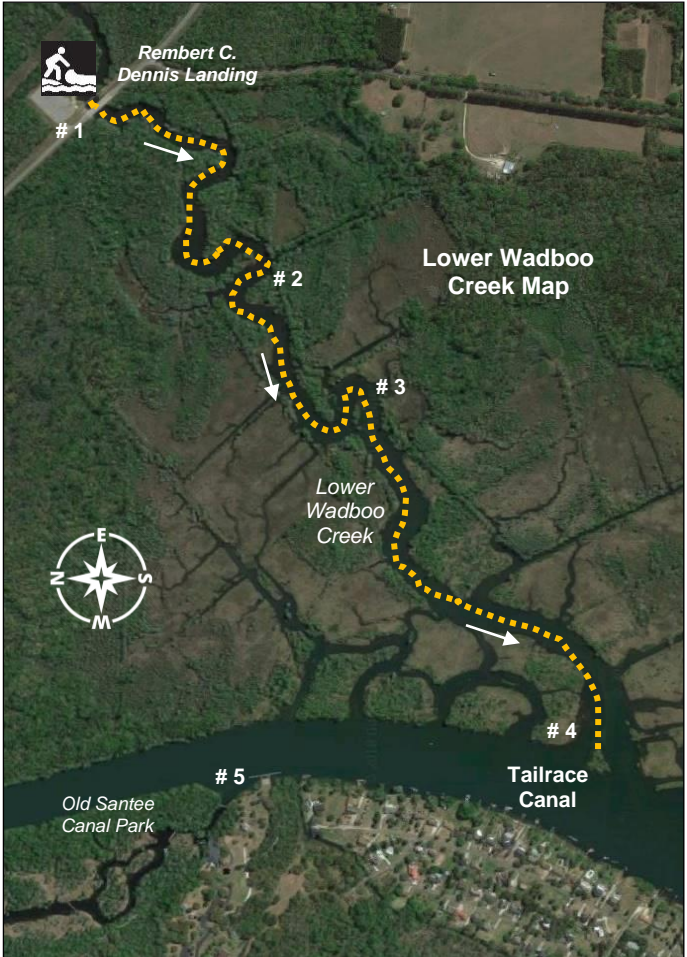 Rembert C.
Dennis Landing
# 1
# 2
Lower Wadboo
Creek Map
# 3
Lower
Wadboo
Creek
E
N
S
W
# 4
# 5
Tailrace
Canal
Old Santee
Canal Park